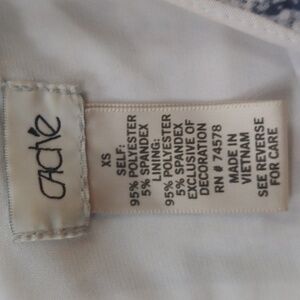 CACHE
XS
SELF:
95% POLYESTER
5% SPANDEX
LINING:
95% POLYESTER
5% SPANDEX
EXCLUSIVE OF
DECORATION
RN # 74578
MADE IN
VIETNAM
SEE REVERSE
FOR CARE